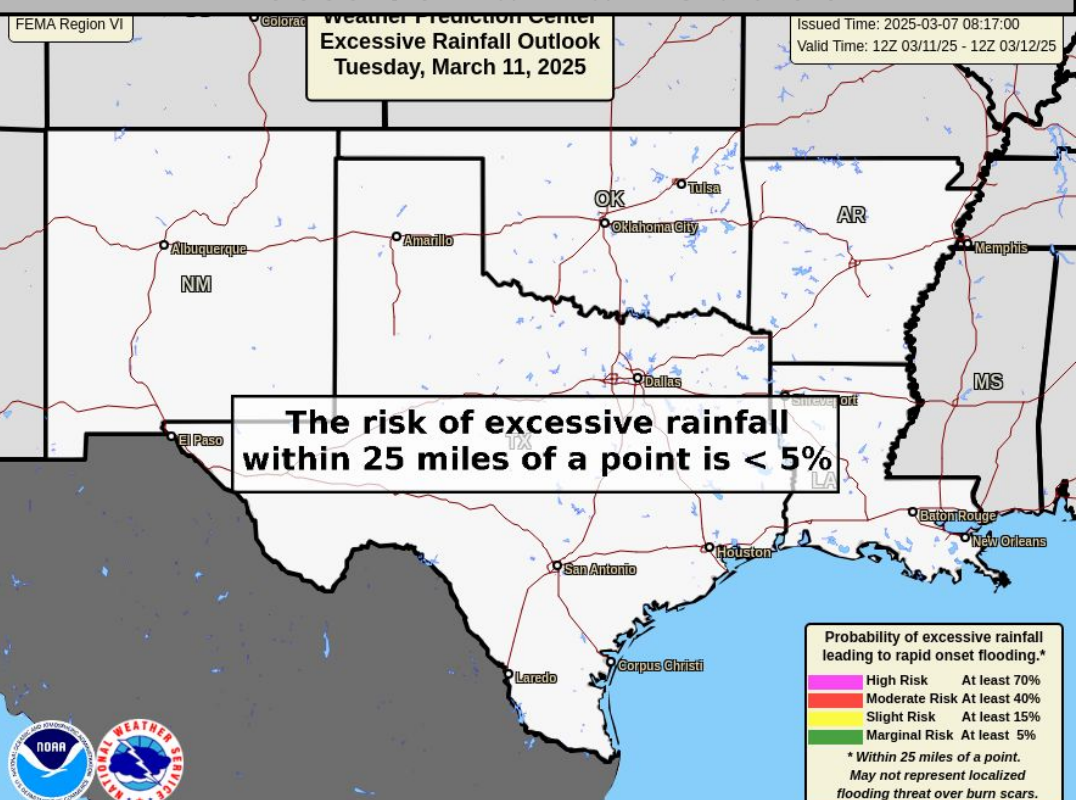 FEMA Region VI
Colorad
Weather Prediction Center
Excessive Rainfall Outlook
Tuesday, March 11, 2025
Issued Time: 2025-03-07 08:17:00
Valid Time: 12Z 03/11/25 - 12Z 03/12/25
Tulsa
OK
Oklahoma City
AR
Albuquerque
Amarillo
Memphis
NM
Dallas
MS
Shreveport
The risk of excessive rainfall
El Paso
TX
within 25 miles of a point is < 5%
LA
Baton Rouge
New Orleans
Houston
San Antonio
Corpus Christi
Laredo
Probability of excessive rainfall
leading to rapid onset flooding.*
High Risk At least 70%
Moderate Risk At least 40%
Slight Risk At least 15%
Marginal Risk At least 5%
* Within 25 miles of a point.
May not represent localized
flooding threat over burn scars.
NOAA
NATIONAL WEATHER SERVICE